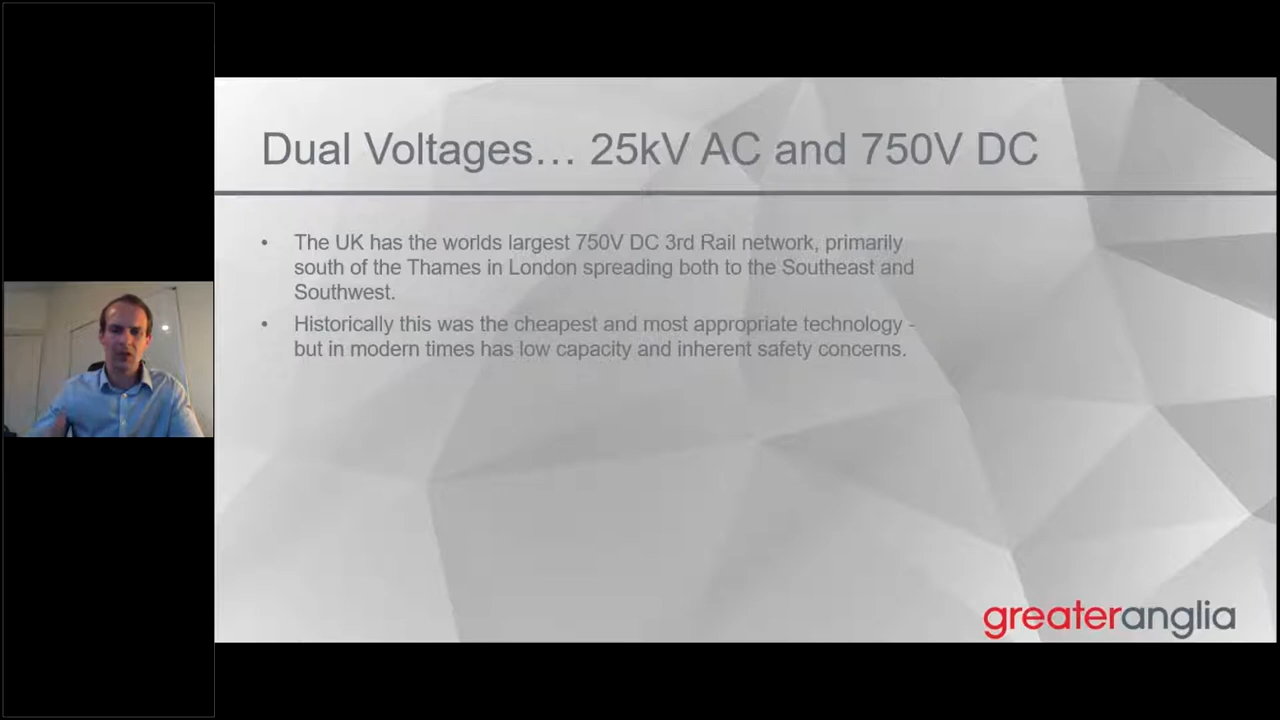 Dual Voltages... 25kV AC and 750V DC
• The UK has the worlds largest 750V DC 3rd Rail network, primarily
south of the Thames in London spreading both to the Southeast and
Southwest.
• Historically this was the cheapest and most appropriate technology -
but in modern times has low capacity and inherent safety concerns.
greateranglia